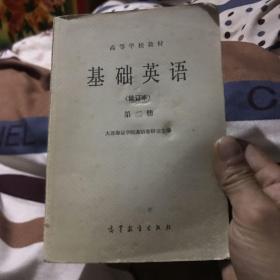 高等学校教材
基础英语
（修订本）
第二册
大连海运学院英语教研室主编
高等教育出版社